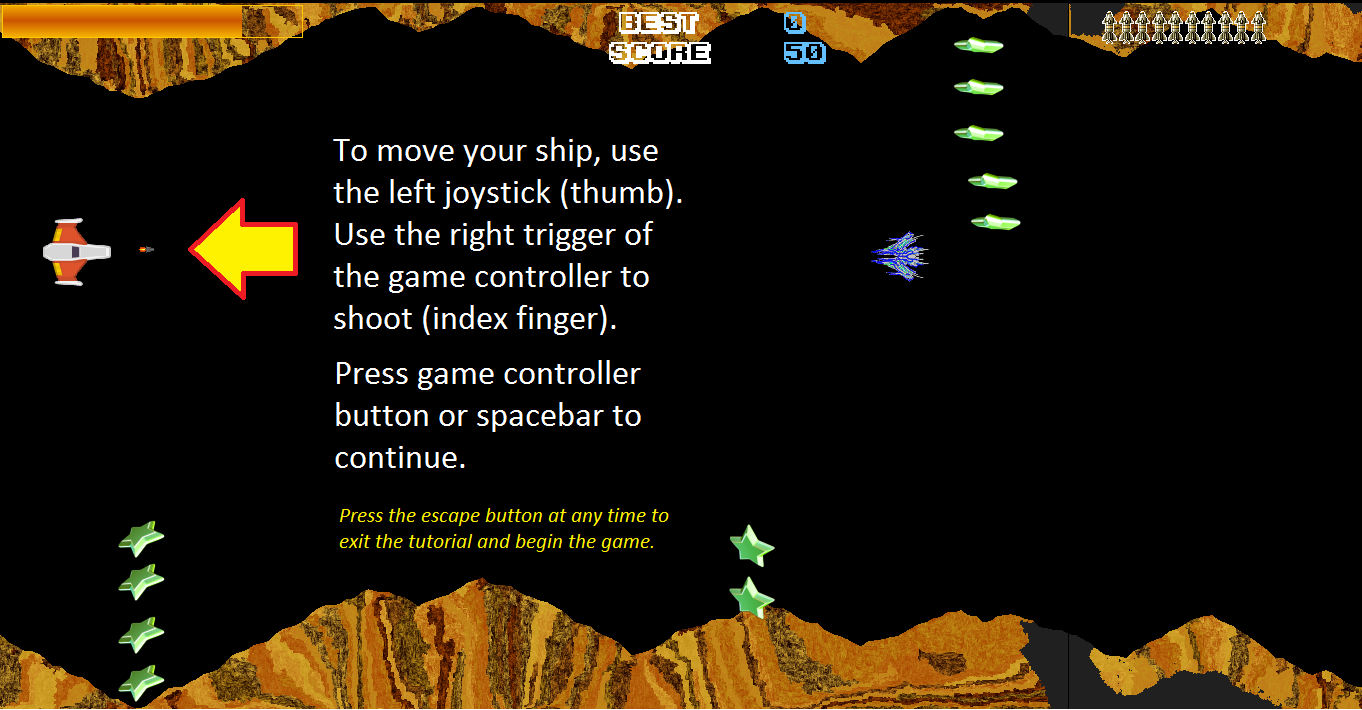 BEST 0
SCORE 50
To move your ship, use
the left joystick (thumb).
Use the right trigger of
the game controller to
shoot (index finger).
Press game controller
button or spacebar to
continue.
Press the escape button at any time to
exit the tutorial and begin the game.